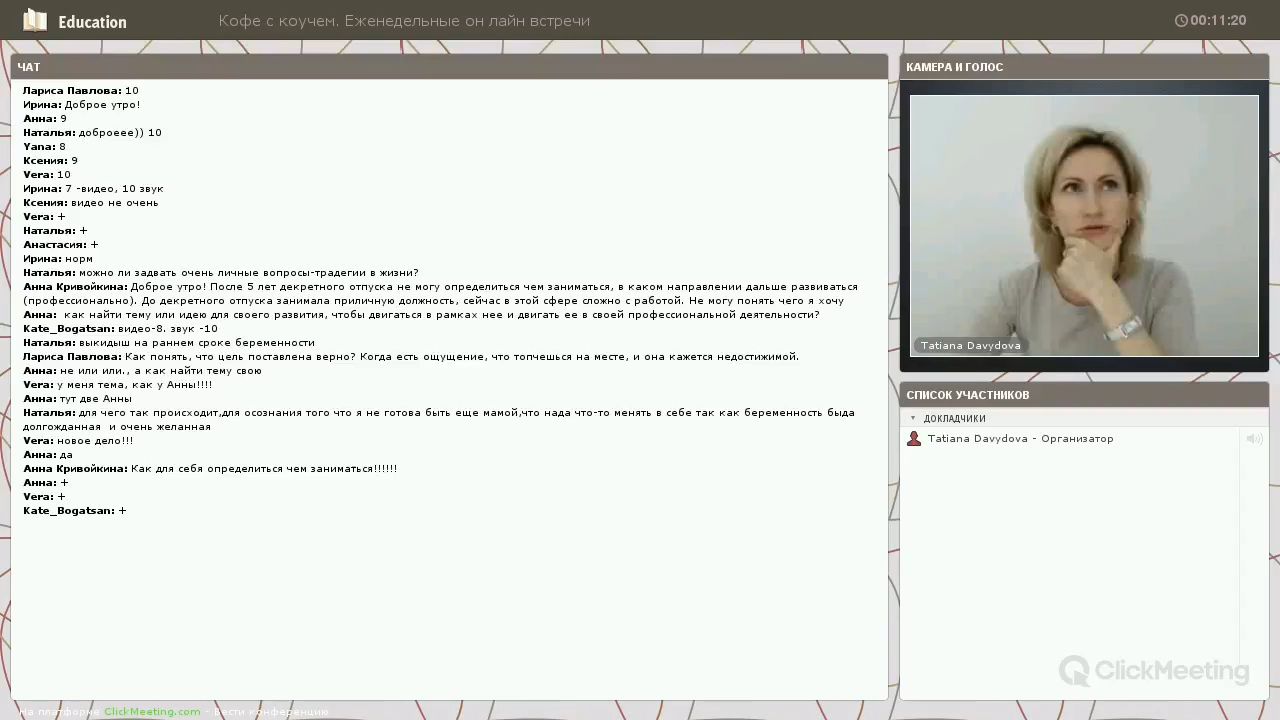 Education
Кофе с коучем. Еженедельные он лайн встречи
00:11:20
ЧАТ
Лариса Павлова: 10
Ирина: Доброе утро!
Анна: 9
Наталья: доброеее)) 10
Yana: 8
Ксения: 9
Vera: 10
Ирина: 7 -видео, 10 звук
Ксения: видео не очень
Vera: +
Наталья: +
Анастасия: +
Ирина: норм
Наталья: можно ли задвать очень личные вопросы-традегии в жизни?
Анна Кривойкина: Доброе утро! После 5 лет декретного отпуска не могу определиться чем заниматься, в каком направлении дальше развиваться
(профессионально). До декретного отпуска занимала приличную должность, сейчас в этой сфере сложно с работой. Не могу понять чего я хочу
Анна: как найти тему или идею для своего развития, чтобы двигаться в рамках нее и двигать ее в своей профессиональной деятельности?
Kate_Bogatsan: видео-8. звук -10
Наталья: выкидыш на раннем сроке беременности
Лариса Павлова: Как понять, что цель поставлена верно? Когда есть ощущение, что топчешься на месте, и она кажется недостижимой.
Анна: не или или., а как найти тему свою
Vera: у меня тема, как у Анны!!!!
Анна: тут две Анны
Наталья: для чего так происходит,для осознания того что я не готова быть еще мамой,что нада что-то менять в себе так как беременность быда
долгожданная и очень желанная
Vera: новое дело!!!
Анна: да
Анна Кривойкина: Как для себя определиться чем заниматься!!!!!!
Анна: +
Vera: +
Kate_Bogatsan: +
КАМЕРА И ГОЛОС
Tatiana Davydova
СПИСОК УЧАСТНИКОВ
ДОКЛАДЧИКИ
Tatiana Davydova - Организатор
ClickMeeting
На платформе ClickMeeting.com - Вести конференцию